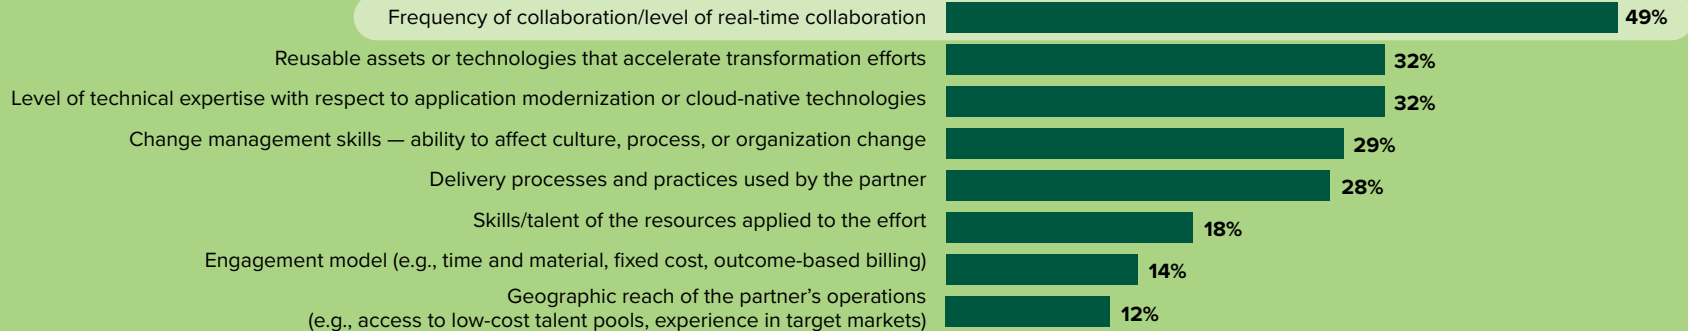 Frequency of collaboration/level of real-time collaboration 49%
Reusable assets or technologies that accelerate transformation efforts 32%
Level of technical expertise with respect to application modernization or cloud-native technologies 32%
Change management skills — ability to affect culture, process, or organization change 29%
Delivery processes and practices used by the partner 28%
Skills/talent of the resources applied to the effort 18%
Engagement model (e.g., time and material, fixed cost, outcome-based billing) 14%
Geographic reach of the partner’s operations
(e.g., access to low-cost talent pools, experience in target markets) 12%